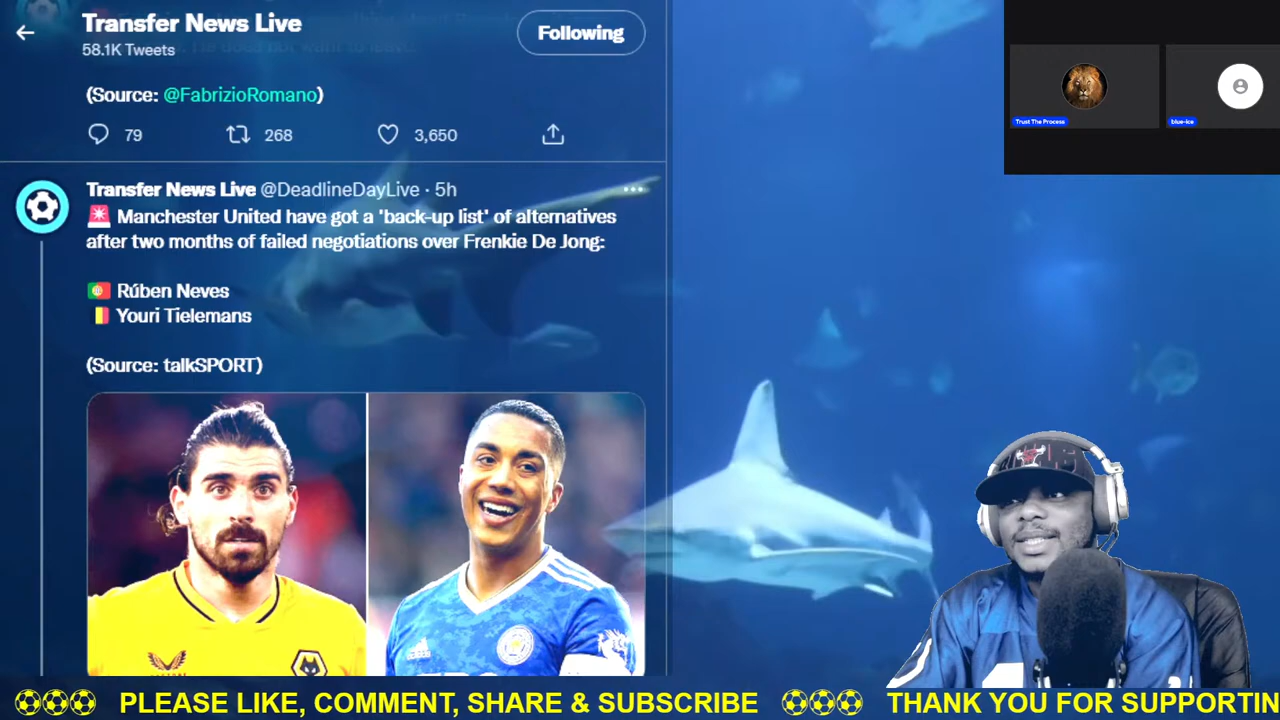 Transfer News Live
58.1K Tweets
Following
(Source: @FabrizioRomano)
79 268 3,650
Transfer News Live @DeadlineDayLive · 5h
🚨 Manchester United have got a 'back-up list' of alternatives
after two months of failed negotiations over Frenkie De Jong:
🇵🇹 Rúben Neves
🇧🇪 Youri Tielemans
(Source: talkSPORT)
Trust The Process
blue-ice
adidas
⚽⚽⚽ PLEASE LIKE, COMMENT, SHARE & SUBSCRIBE ⚽⚽⚽ THANK YOU FOR SUPPORTIN